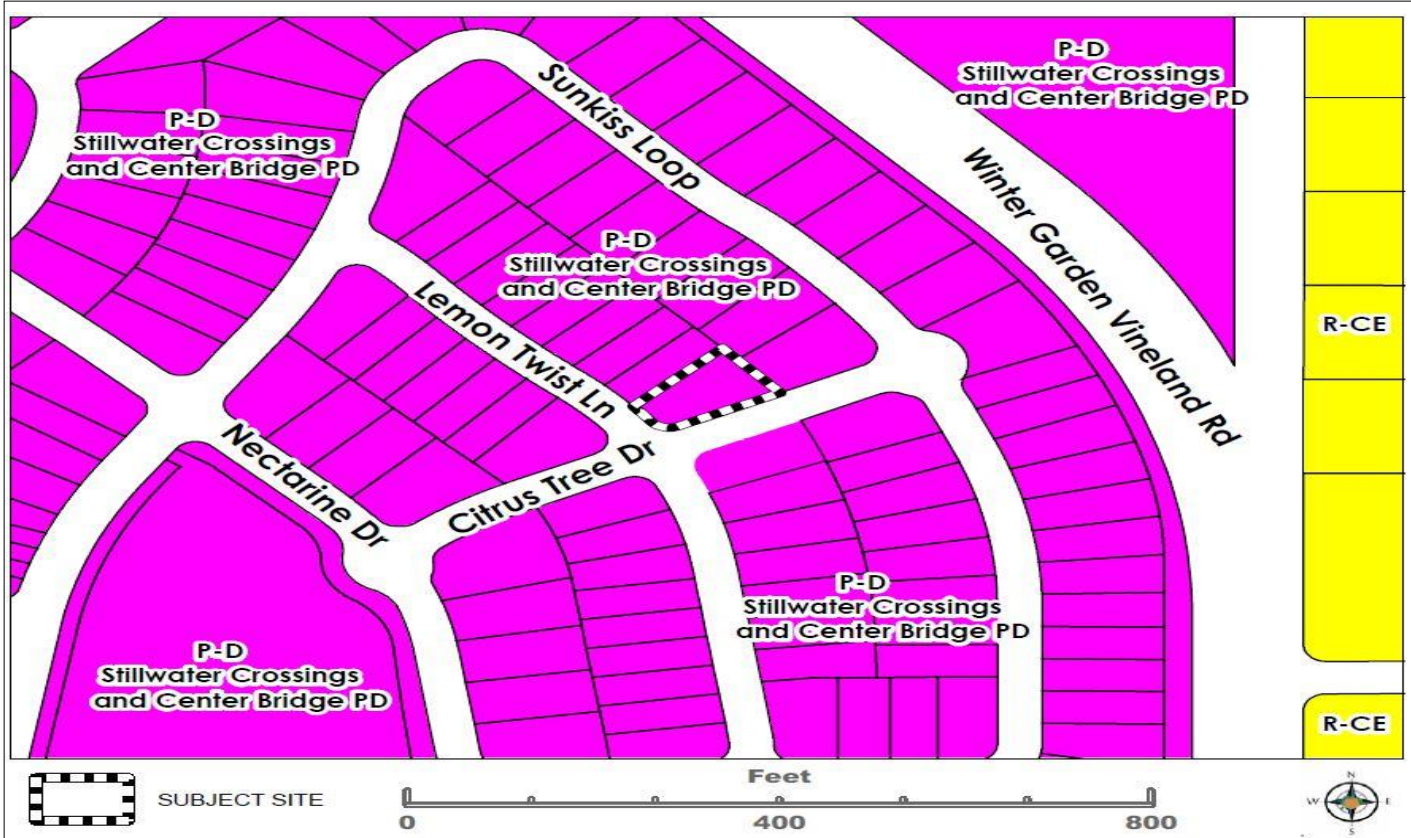 P-D
Stillwater Crossings
and Center Bridge PD
Sunkiss Loop
P-D
Stillwater Crossings
and Center Bridge PD
Winter Garden Vineland Rd
P-D
Stillwater Crossings
and Center Bridge PD
R-CE
Lemon Twist Ln
Nectarine Dr
Citrus Tree Dr
P-D
Stillwater Crossings
and Center Bridge PD
P-D
Stillwater Crossings
and Center Bridge PD
R-CE
SUBJECT SITE
Feet
0
400
800
N
W
E
S